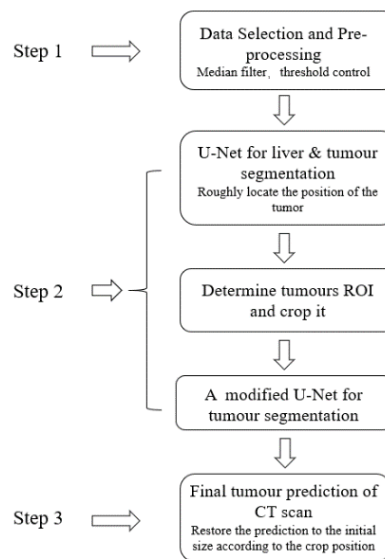 Step 1
Data Selection and Pre-
processing
Median filter, threshold control
U-Net for liver & tumour
segmentation
Roughly locate the position of the
tumor
Step 2
Determine tumours ROI
and crop it
A modified U-Net for
tumour segmentation
Step 3
Final tumour prediction of
CT scan
Restore the prediction to the initial
size according to the crop position